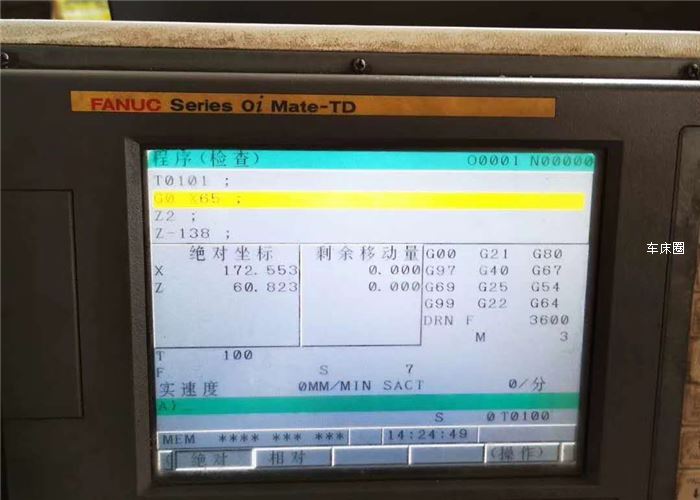 FANUC Series 0i Mate-TD
程序(检查) O0001 N00000
T0101 ;
G0 X65 ;
Z2 ;
Z-138 ;
绝对坐标 剩余移动量 G00 G21 G80
X 172.553 0.000 G97 G40 G67
Z 60.823 0.000 G69 G25 G54
G99 G22 G64
DRN F 3600
M 3
T 100
F S 7
实速度 0MM/MIN SACT 0/分
A)
S 0 T0100
MEM **** *** *** 14:24:49
绝对 相对 (操作)
车床圈